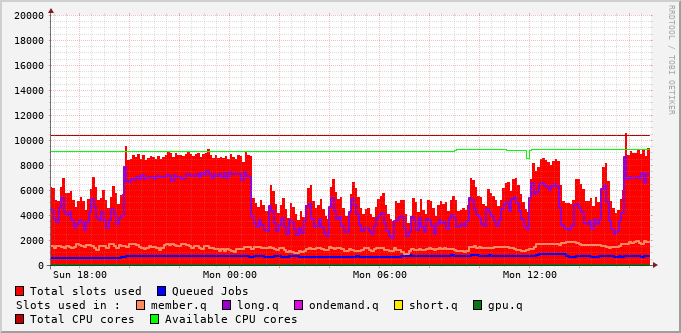 20000
18000
16000
14000
12000
10000
8000
6000
4000
2000
0
Sun 18:00 Mon 00:00 Mon 06:00 Mon 12:00
RRDTOOL / TOBI OETIKER
Total slots used Queued Jobs
Slots used in : member.q long.q ondemand.q short.q gpu.q
Total CPU cores Available CPU cores